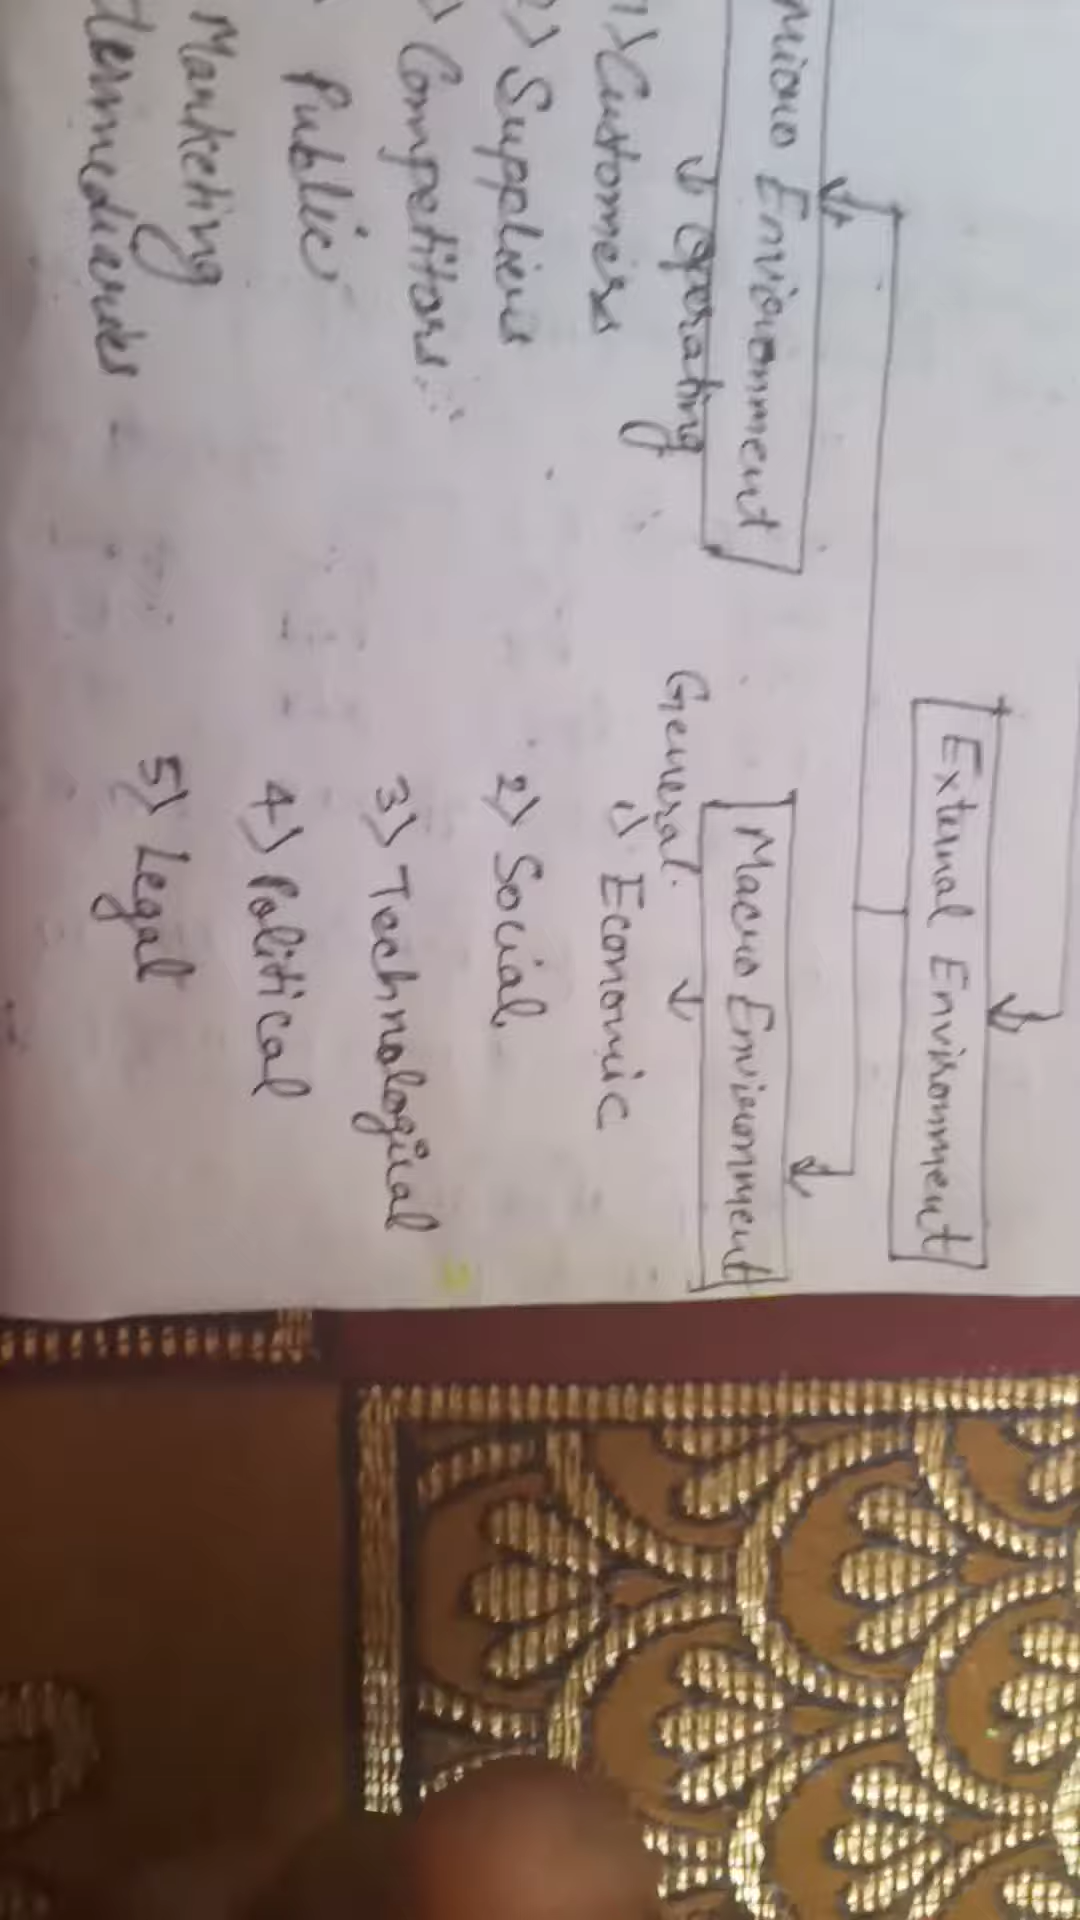 External Environment
Micro Environment
Macro Environment
Operating
General.
1) Customers
1) Economic
2) Suppliers
2) Social
Competitors
3) Technological
Public
4) Political
Marketing
5) Legal